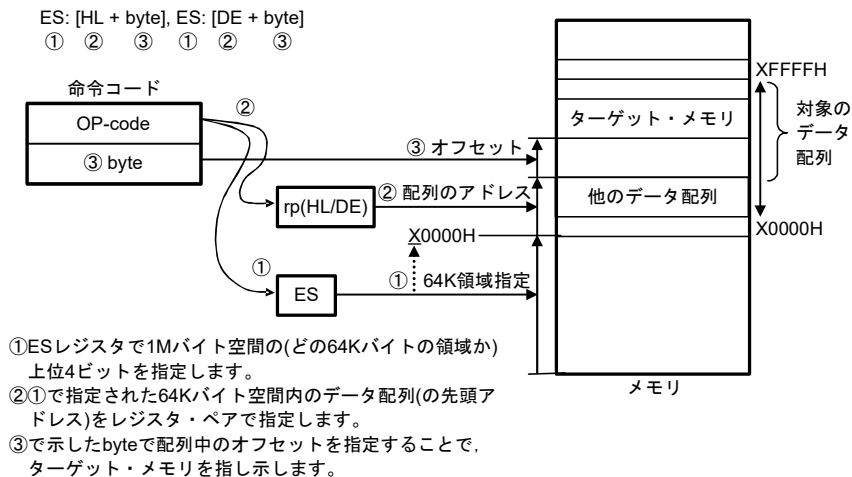 ES: [HL + byte], ES: [DE + byte]
① ② ③ ① ② ③
命令コード
OP-code
③ byte
②
①
rp(HL/DE)
ES
③ オフセット
② 配列のアドレス
X0000H
① 64K領域指定
ターゲット・メモリ
他のデータ配列
メモリ
XFFFFH
対象の
データ
配列
X0000H
①ESレジスタで1Mバイト空間の(どの64Kバイトの領域か)
上位4ビットを指定します。
②①で指定された64Kバイト空間内のデータ配列(の先頭ア
ドレス)をレジスタ・ペアで指定します。
③で示したbyteで配列中のオフセットを指定することで,
ターゲット・メモリを指し示します。